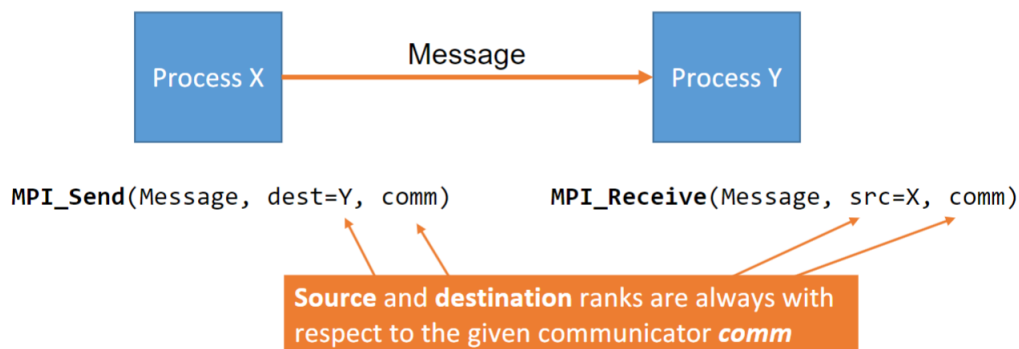 Process X
Message
Process Y
MPI_Send(Message, dest=Y, comm)
MPI_Receive(Message, src=X, comm)
Source and destination ranks are always with
respect to the given communicator comm